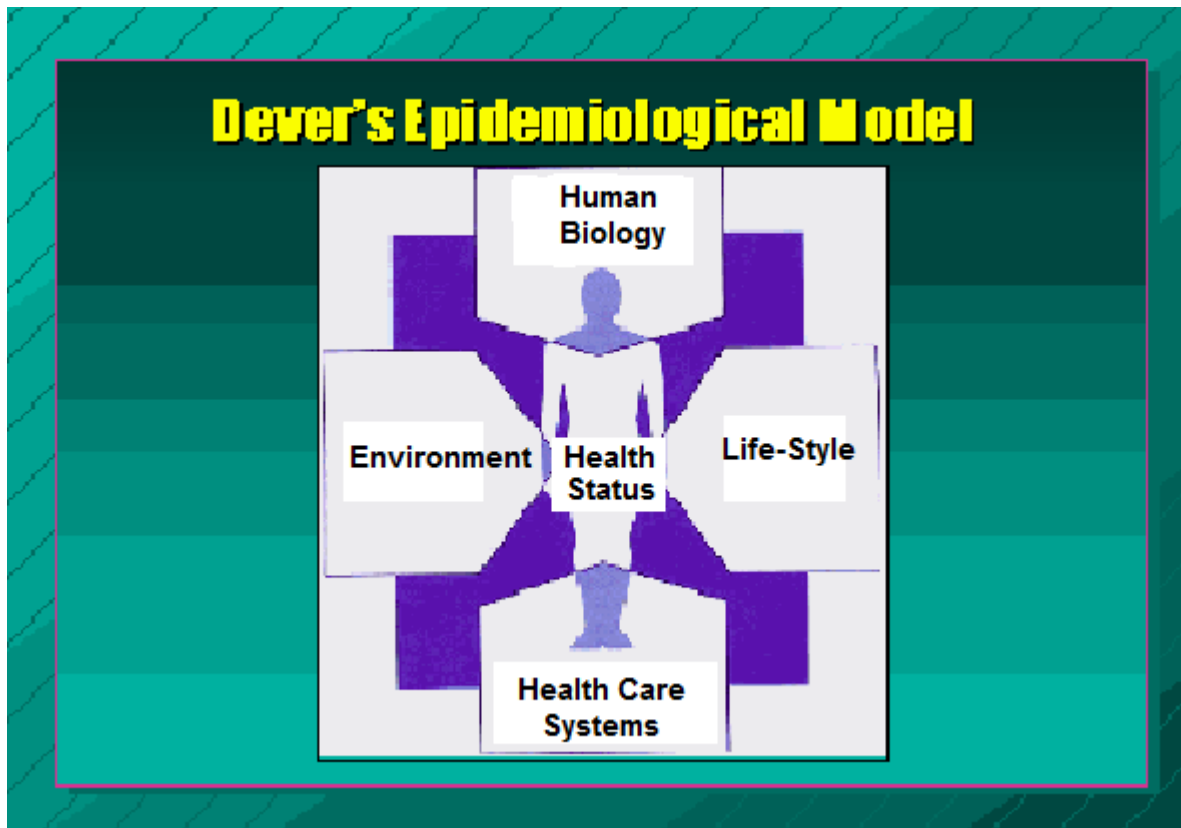 Dever's Epidemiological Model
Human
Biology
Environment
Health
Status
Life-Style
Health Care
Systems